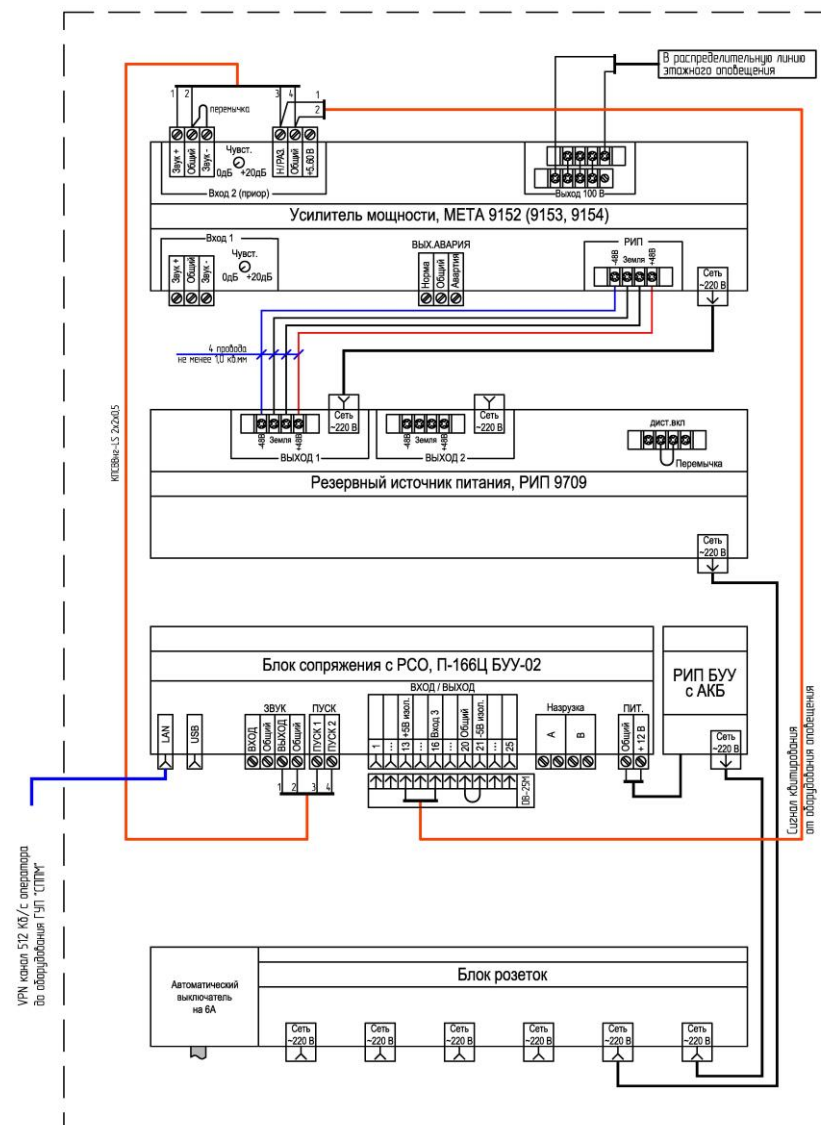 В распределительную линию
этажного оповещения
1
2
3
4
1
2
перемычка
Звук +
Общий
Звук -
Чувст.
0дБ +20дБ
Н/РАЗ.
Общий
+5.60 В
Вход 2 (приор)
Выход 100 В
Усилитель мощности, МЕТА 9152 (9153, 9154)
Вход 1
Звук +
Общий
Звук -
Чувст.
0дБ +20дБ
ВЫХ.АВАРИЯ
Норма
Общий
Авартия
РИП
-48В
Земля
+48В
Сеть
~220 В
4 провода
не менее 1,0 кв.мм
КПСВВнг-LS 2х2х0,5
-48В
Земля
+48В
ВЫХОД 1
Сеть
~220 В
-48В
Земля
+48В
ВЫХОД 2
Сеть
~220 В
дист.вкл
Перемычка
Резервный источник питания, РИП 9709
Сеть
~220 В
Блок сопряжения с РСО, П-166Ц БУУ-02
LAN
USB
ЗВУК
ВХОД
Общий
ВЫХОД
Общий
ПУСК
ПУСК 1
ПУСК 2
1
2
3
4
ВХОД / ВЫХОД
1
...
13 +5В изол.
...
16 Вход 3
...
20 Общий
21 -5В изол.
...
25
DB-25M
Нагрузка
А
В
ПИТ.
Общий
+ 12 В
РИП БУУ
с АКБ
Сеть
~220 В
Сигнал квитирования
от оборудования оповещения
VPN канал 512 Кб/с оператора
до оборудования ГУП "СППМ"
Автоматический
выключатель
на 6А
Блок розеток
Сеть
~220 В
Сеть
~220 В
Сеть
~220 В
Сеть
~220 В
Сеть
~220 В
Сеть
~220 В